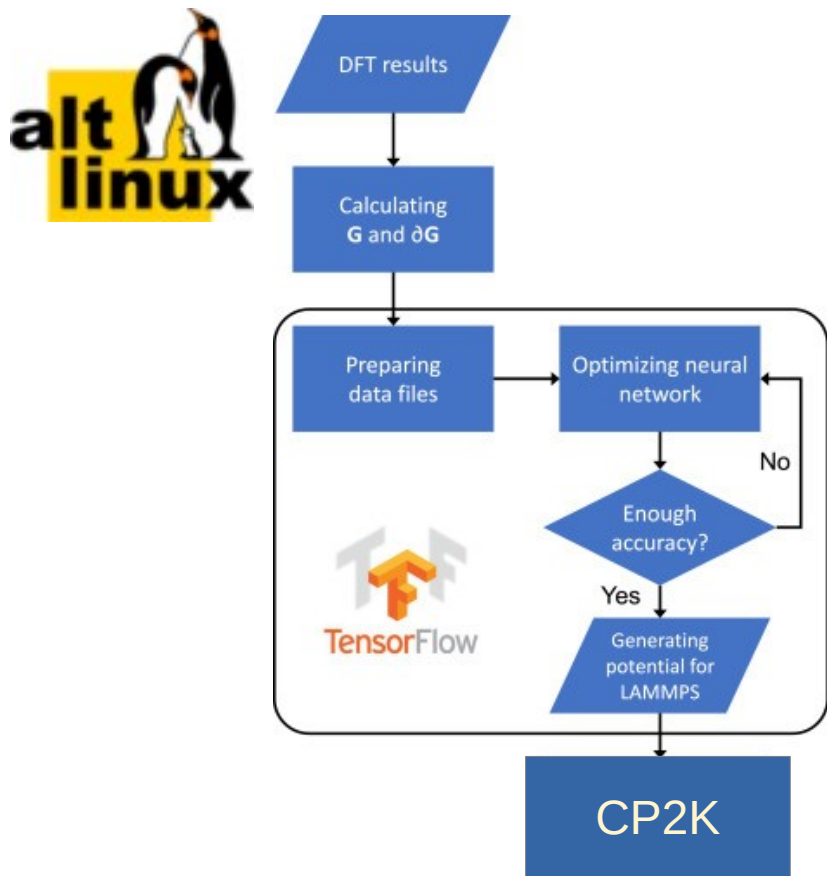 alt
linux
DFT results
Calculating
G and ∂G
Preparing
data files
Optimizing neural
network
No
Enough
accuracy?
Yes
TensorFlow
Generating
potential for
LAMMPS
CP2K